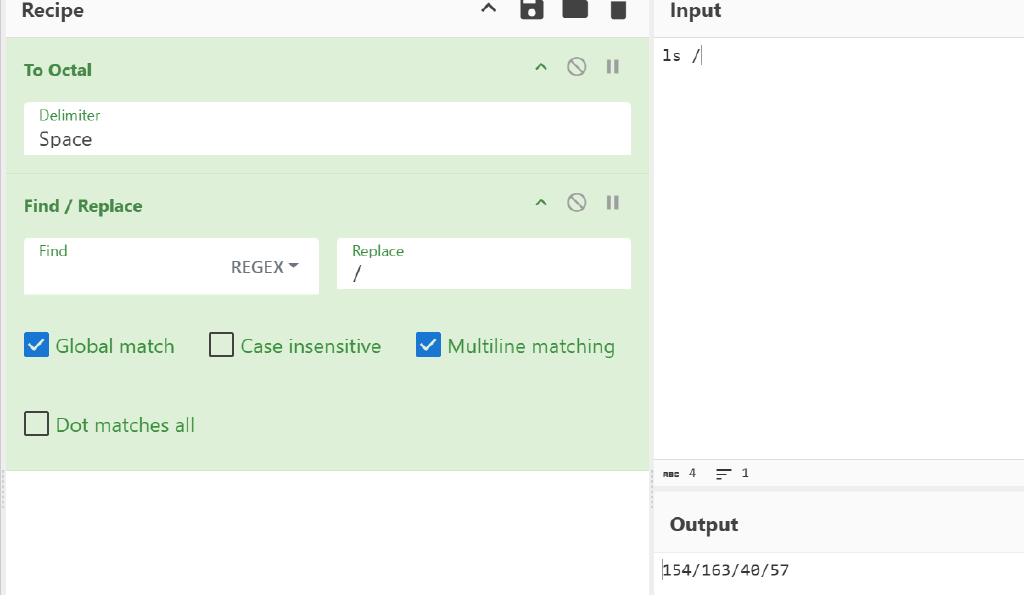 Recipe
To Octal
Delimiter
Space
Find / Replace
Find
REGEX
Replace
/
Global match
Case insensitive
Multiline matching
Dot matches all
Input
ls /
ABC 4 1
Output
154/163/40/57